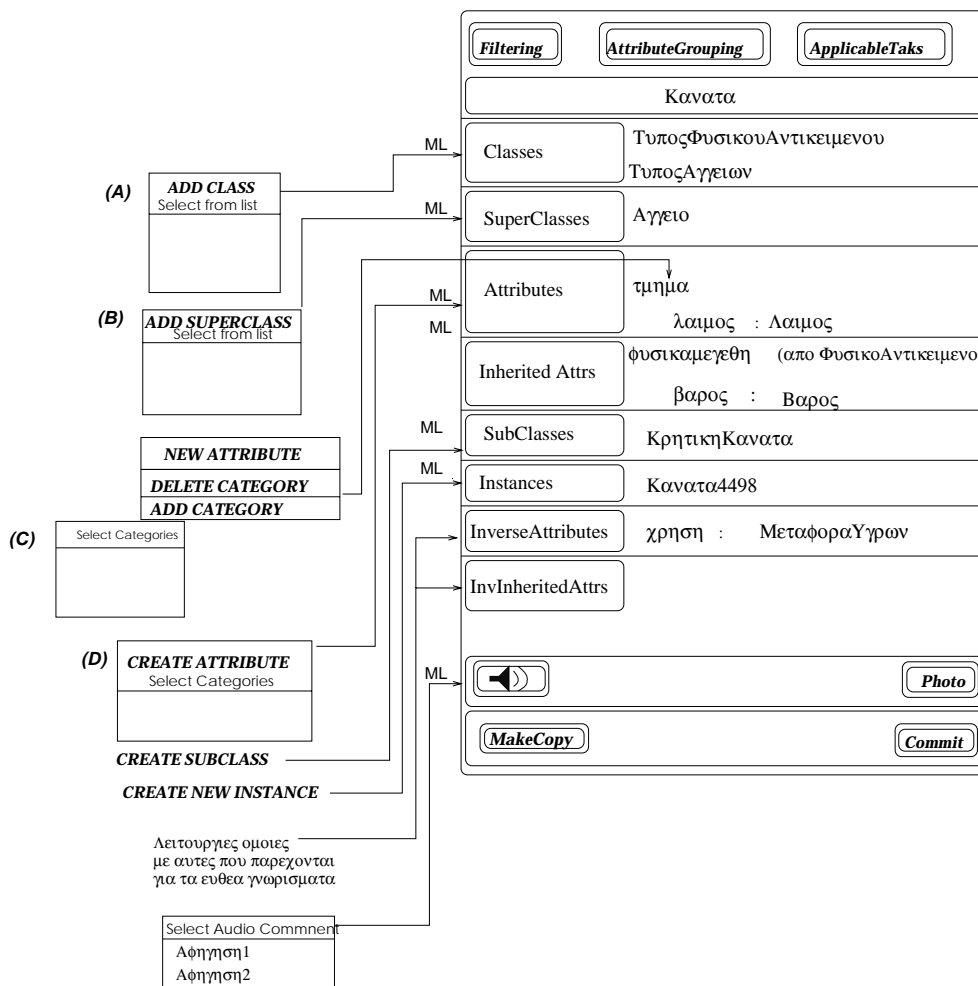 Filtering
AttributeGrouping
ApplicableTaks
Κανατα
ML
Classes
ΤυποςΦυσικουΑντικειμενου
ΤυποςΑγγειων
(A)
ADD CLASS
Select from list
ML
SuperClasses
Αγγειο
(B)
ADD SUPERCLASS
Select from list
ML
ML
Attributes
τμημα
λαιμος : Λαιμος
Inherited Attrs
φυσικαμεγεθη (απο ΦυσικοΑντικειμενο
βαρος : Βαρος
ML
SubClasses
ΚρητικηΚανατα
NEW ATTRIBUTE
DELETE CATEGORY
ADD CATEGORY
ML
Instances
Κανατα4498
(C)
Select Categories
InverseAttributes
χρηση : ΜεταφοραΥγρων
InvInheritedAttrs
(D)
CREATE ATTRIBUTE
Select Categories
ML
Photo
CREATE SUBCLASS
MakeCopy
Commit
CREATE NEW INSTANCE
Λειτουργιες ομοιες
με αυτες που παρεχονται
για τα ευθεα γνωρισματα
Select Audio Commnent
Αφηγηση1
Αφηγηση2